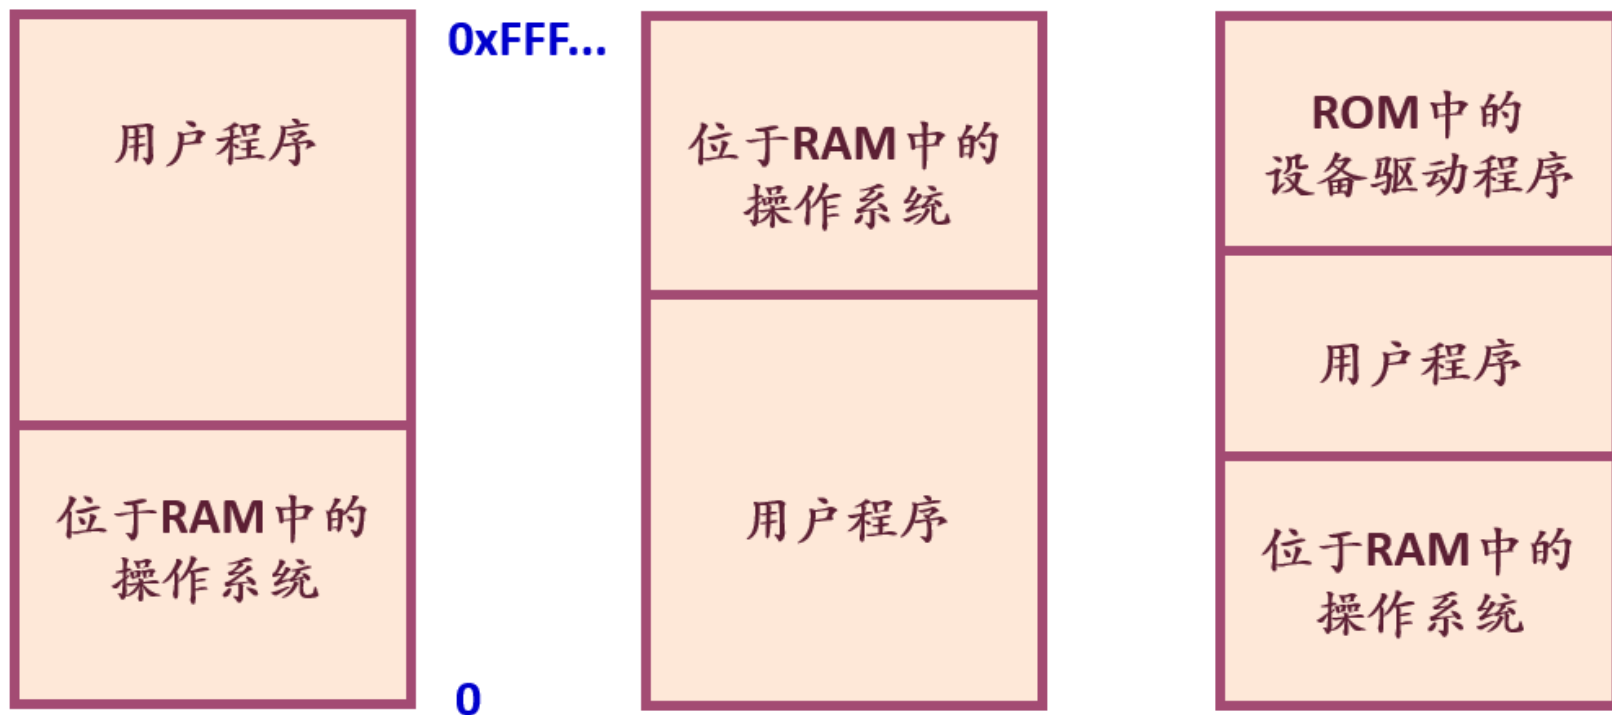 用户程序
位于RAM中的
操作系统
0xFFF...
0
位于RAM中的
操作系统
用户程序
ROM中的
设备驱动程序
用户程序
位于RAM中的
操作系统